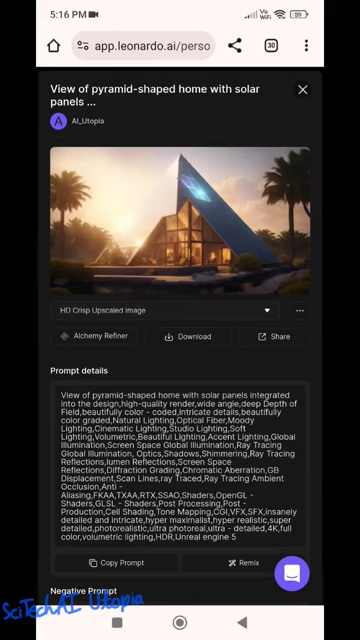 5:16 PM
Vo
WiFi
59
app.leonardo.ai/perso
30
View of pyramid-shaped home with solar
panels ...
A
AI_Utopia
HD Crisp Upscaled Image
Alchemy Refiner
Download
Share
Prompt details
View of pyramid-shaped home with solar panels integrated
into the design,high-quality render,wide angle,deep Depth of
Field,beautifully color - coded,intricate details,beautifully
color graded,Natural Lighting,Optical Fiber,Moody
Lighting,Cinematic Lighting,Studio Lighting,Soft
Lighting,Volumetric,Beautiful Lighting,Accent Lighting,Global
Illumination,Screen Space Global Illumination,Ray Tracing
Global Illumination, Optics,Shadows,Shimmering,Ray Tracing
Reflections,lumen Reflections,Screen Space
Reflections,Diffraction Grading,Chromatic Aberration,GB
Displacement,Scan Lines,ray Traced,Ray Tracing Ambient
Occlusion,Anti -
Aliasing,FKAA,TXAA,RTX,SSAO,Shaders,OpenGL -
Shaders,GLSL - Shaders,Post Processing,Post -
Production,Cell Shading,Tone Mapping,CGI,VFX,SFX,insanely
detailed and intricate,hyper maximalist,hyper realistic,super
detailed,photorealistic,ultra photoreal,ultra - detailed,4K,full
color,volumetric lighting,HDR,Unreal engine 5
Copy Prompt
Remix
Negative Prompt
SciTechAI Utopia